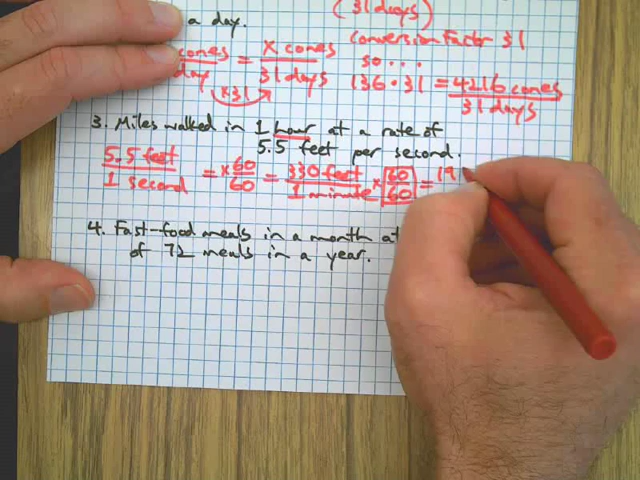 a day.
(31 days)
Conversion Factor 31
cones/day = x cones/31 days
x31
so...
136 · 31 = 4216 cones/31 days
3. Miles walked in 1 hour at a rate of
5.5 feet per second.
5.5 feet/1 second = x 60/60 = 330 feet/1 minute x 60/60 = 19
4. Fast-food meals in a month at
of 72 meals in a year.